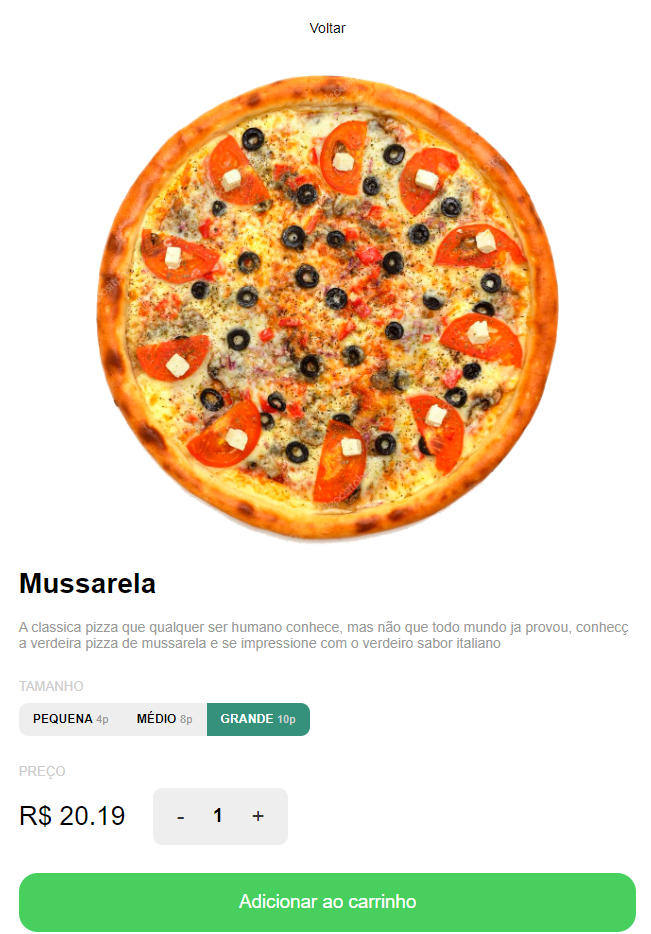 Voltar
Mussarela
A classica pizza que qualquer ser humano conhece, mas não que todo mundo ja provou, conhecç
a verdeira pizza de mussarela e se impressione com o verdeiro sabor italiano
TAMANHO
PEQUENA 4p MÉDIO 8p GRANDE 10p
PREÇO
R$ 20.19 - 1 +
Adicionar ao carrinho